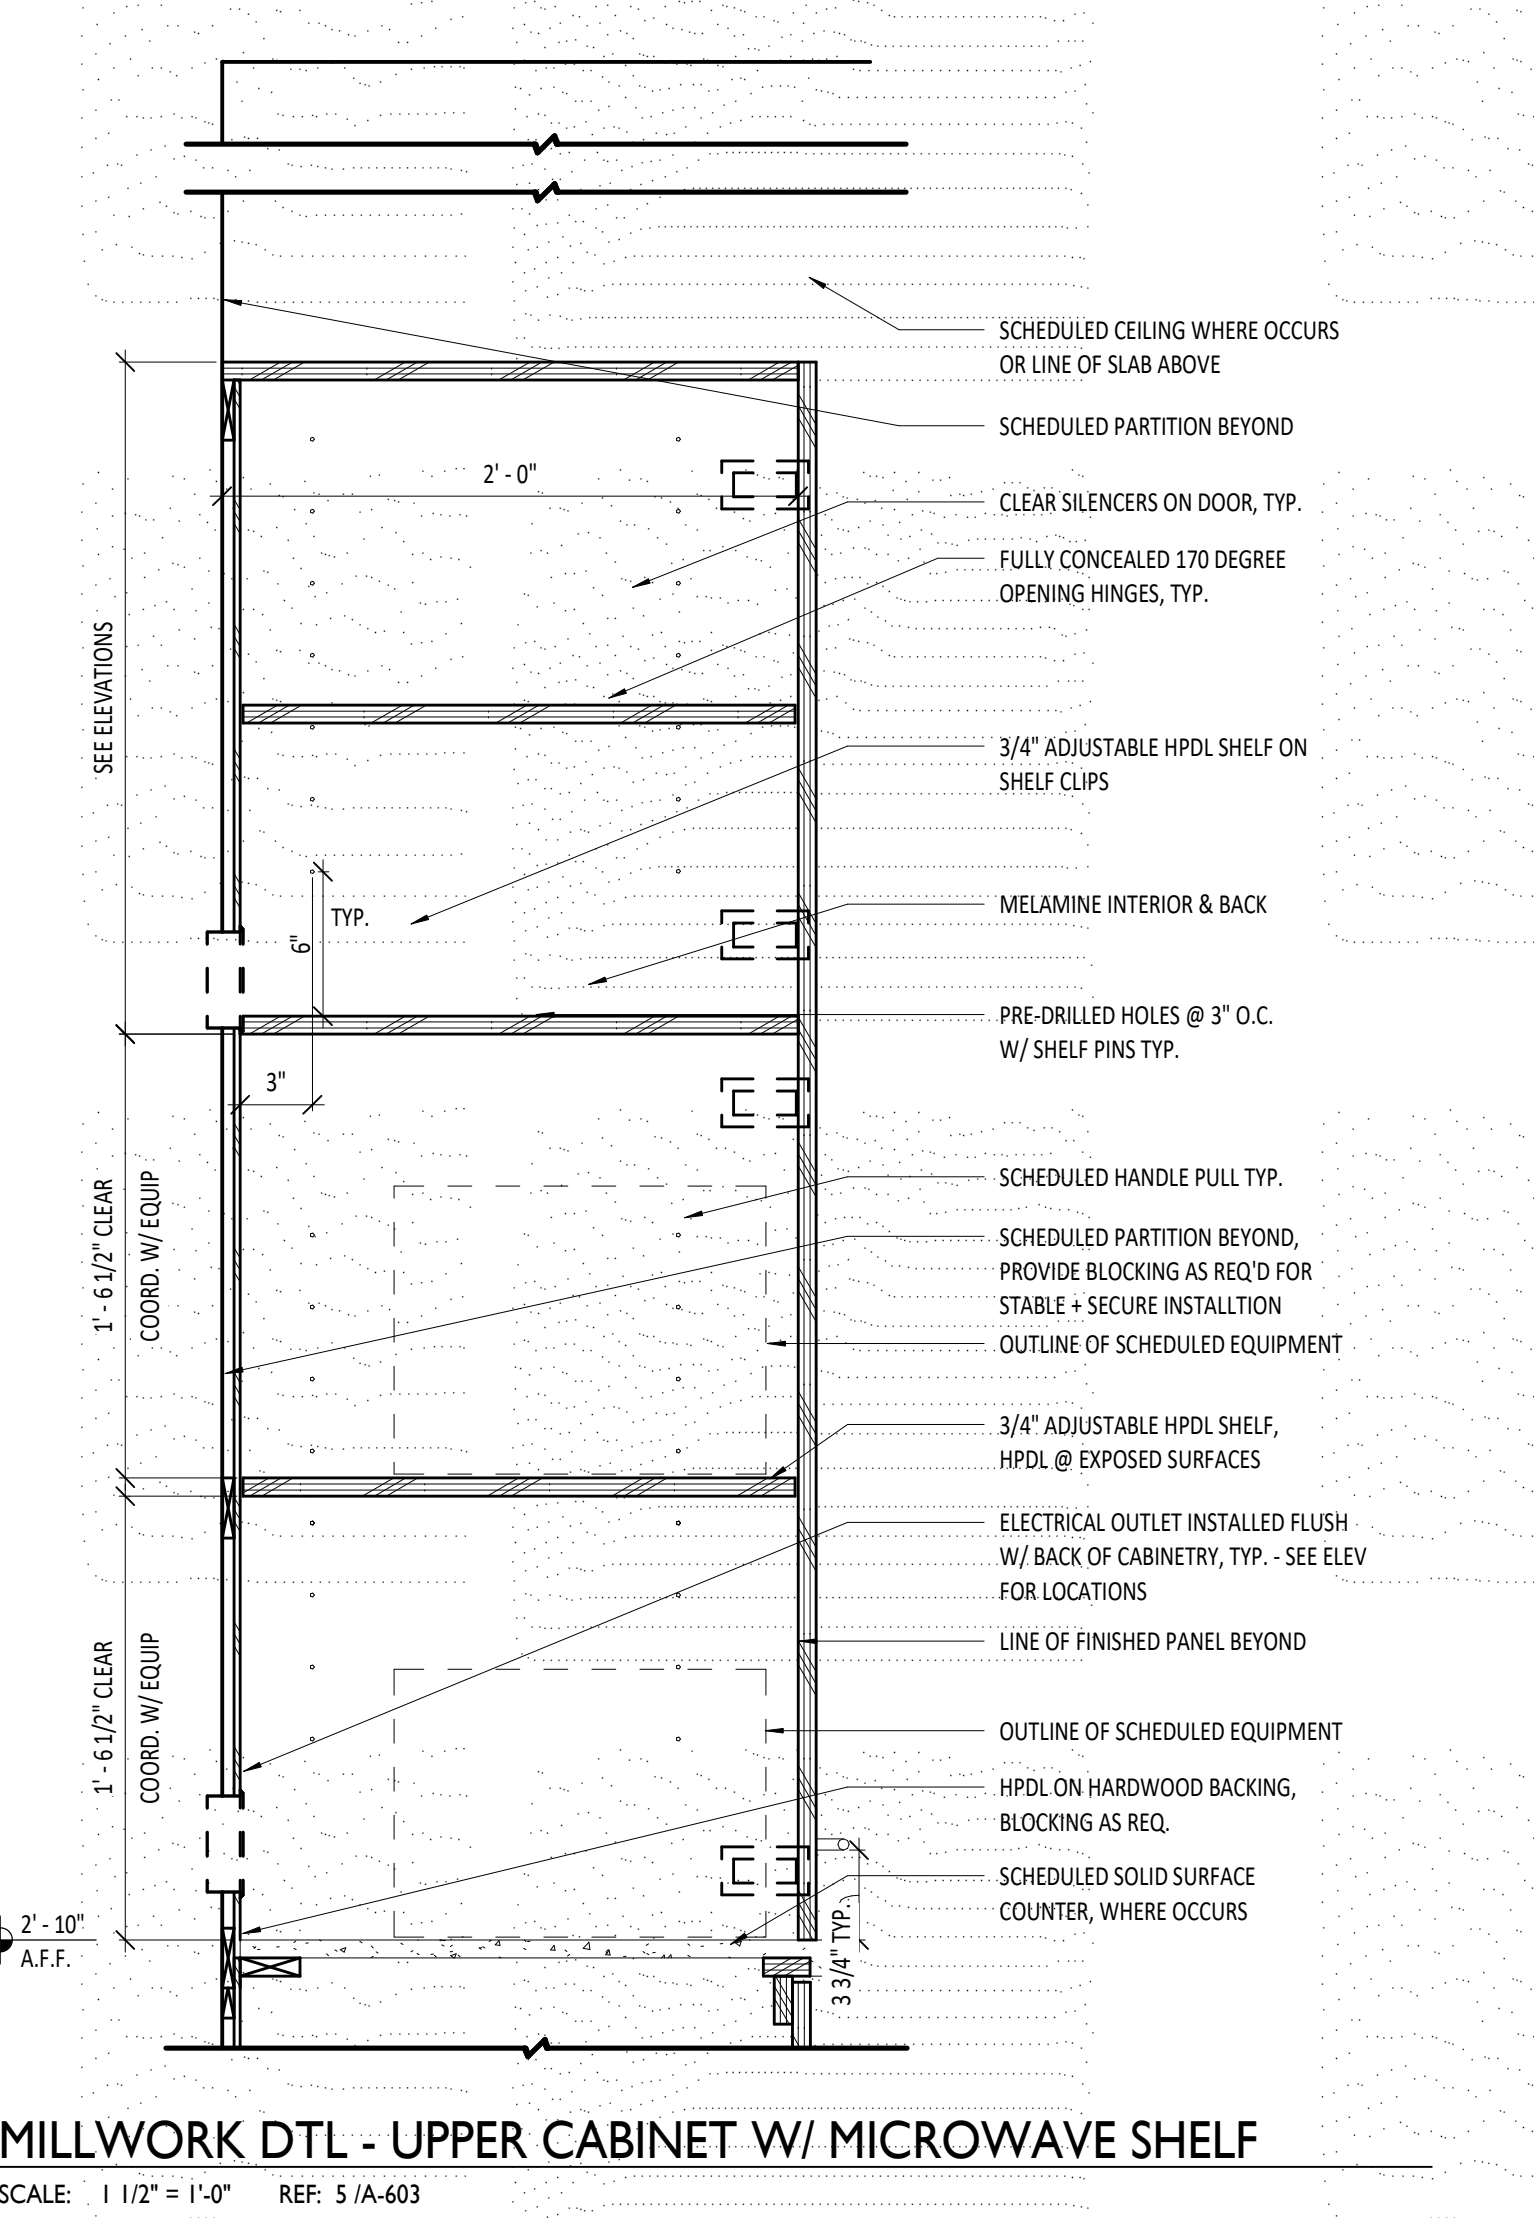 SCHEDULED CEILING WHERE OCCURS
OR LINE OF SLAB ABOVE
SCHEDULED PARTITION BEYOND
2' - 0"
CLEAR SILENCERS ON DOOR, TYP.
FULLY CONCEALED 170 DEGREE
OPENING HINGES, TYP.
SEE ELEVATIONS
3/4" ADJUSTABLE HPDL SHELF ON
SHELF CLIPS
TYP.
6"
MELAMINE INTERIOR & BACK
PRE-DRILLED HOLES @ 3" O.C.
W/ SHELF PINS TYP.
3"
1' - 6 1/2" CLEAR
COORD. W/ EQUIP
SCHEDULED HANDLE PULL TYP.
SCHEDULED PARTITION BEYOND,
PROVIDE BLOCKING AS REQ'D FOR
STABLE + SECURE INSTALLTION
OUTLINE OF SCHEDULED EQUIPMENT
3/4" ADJUSTABLE HPDL SHELF,
HPDL @ EXPOSED SURFACES
ELECTRICAL OUTLET INSTALLED FLUSH
W/ BACK OF CABINETRY, TYP. - SEE ELEV
FOR LOCATIONS
LINE OF FINISHED PANEL BEYOND
1' - 6 1/2" CLEAR
COORD. W/ EQUIP
OUTLINE OF SCHEDULED EQUIPMENT
HPDL ON HARDWOOD BACKING,
BLOCKING AS REQ.
SCHEDULED SOLID SURFACE
COUNTER, WHERE OCCURS
3 3/4" TYP.
2' - 10"
A.F.F.
MILLWORK DTL - UPPER CABINET W/ MICROWAVE SHELF
SCALE: 1 1/2" = 1'-0" REF: 5 /A-603